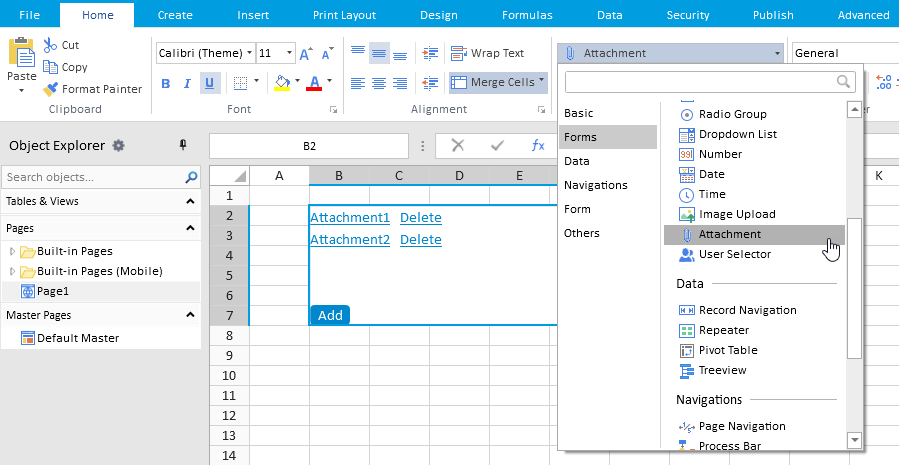 File Home Create Insert Print Layout Design Formulas Data Security Publish Advanced
Paste
Cut
Copy
Format Painter
Clipboard
Calibri (Theme) 11
B I U
Font
Wrap Text
Merge Cells
Alignment
Attachment
General
Object Explorer
Search objects...
Tables & Views
Pages
Built-in Pages
Built-in Pages (Mobile)
Page1
Master Pages
Default Master
B2
fx
A B C D E K
1
2
3
4
5
6
7
8
9
10
11
12
13
14
Attachment1 Delete
Attachment2 Delete
Add
Basic
Forms
Data
Navigations
Form
Others
Radio Group
Dropdown List
Number
Date
Time
Image Upload
Attachment
User Selector
Data
Record Navigation
Repeater
Pivot Table
Treeview
Navigations
Page Navigation
Process Bar